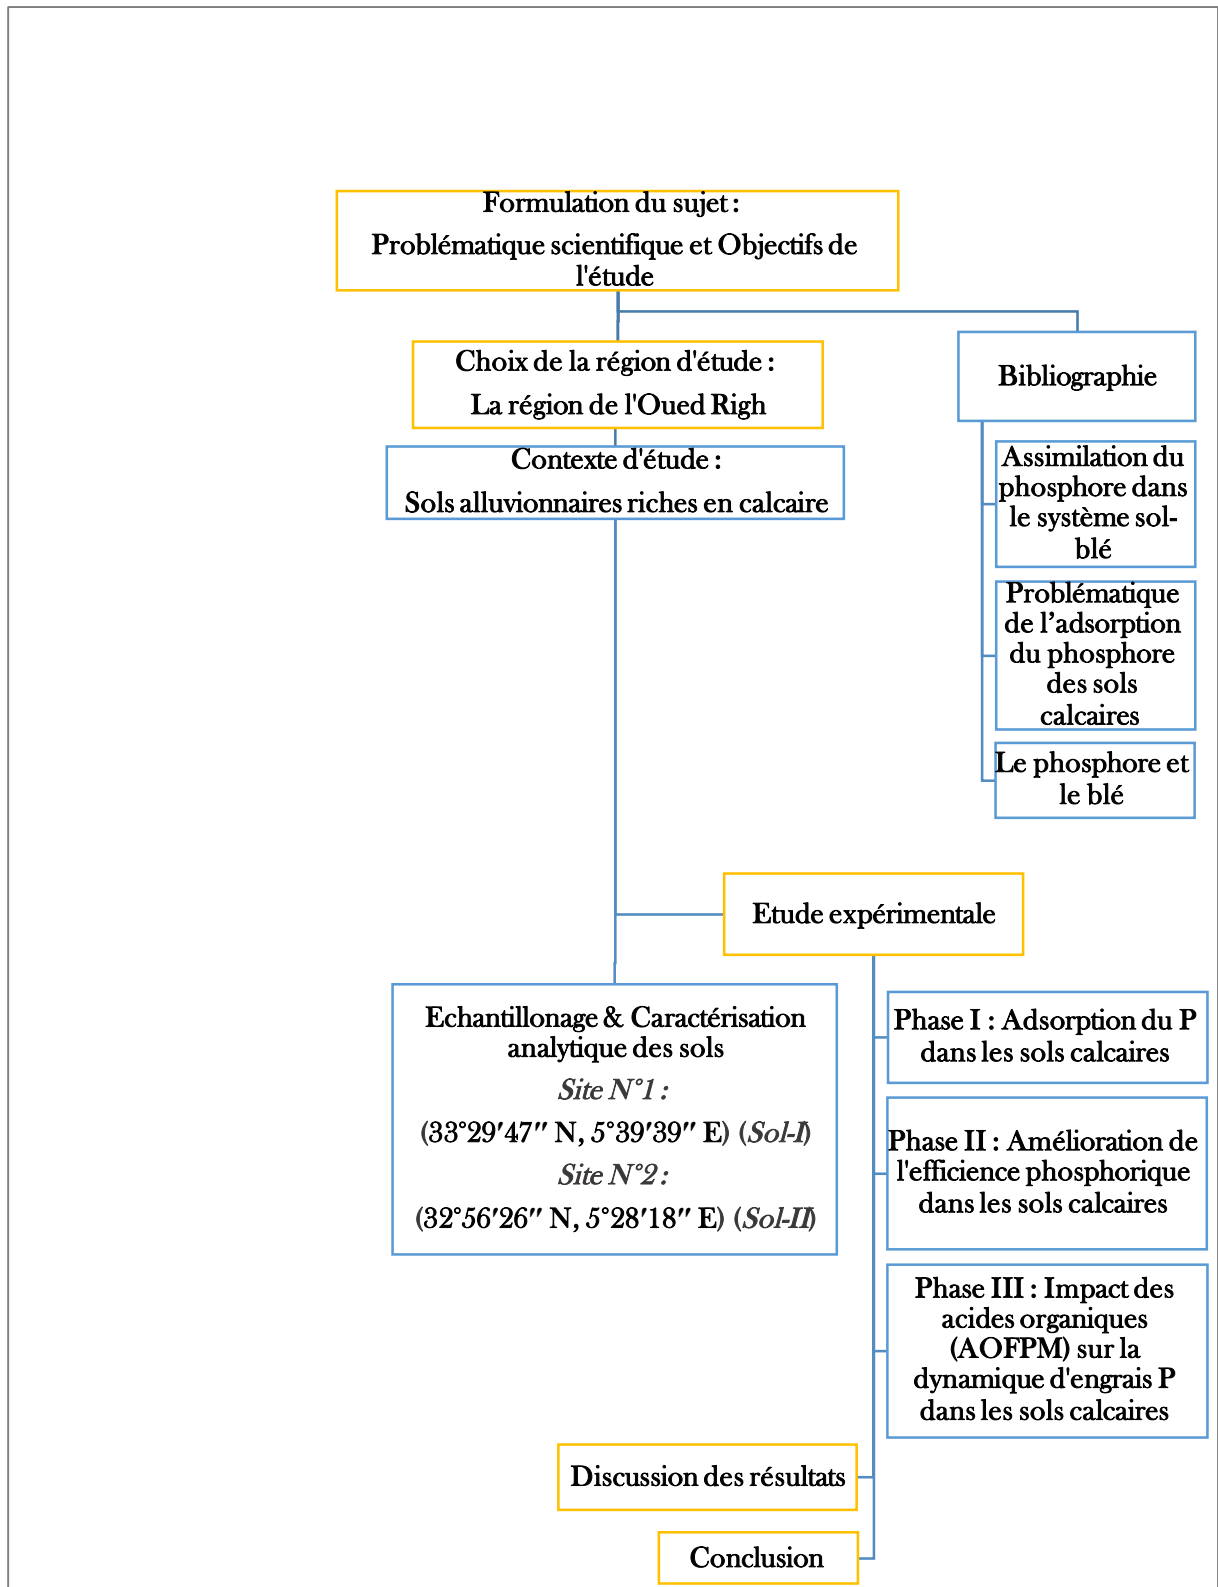 Formulation du sujet :
Problématique scientifique et Objectifs de
l'étude
Choix de la région d'étude :
La région de l'Oued Righ
Contexte d'étude :
Sols alluvionnaires riches en calcaire
Bibliographie
Assimilation du
phosphore dans
le système sol-
blé
Problématique
de l’adsorption
du phosphore
des sols
calcaires
Le phosphore et
le blé
Etude expérimentale
Echantillonage & Caractérisation
analytique des sols
Site N°1 :
(33°29′47″ N, 5°39′39″ E) (Sol-I)
Site N°2 :
(32°56′26″ N, 5°28′18″ E) (Sol-II)
Phase I : Adsorption du P
dans les sols calcaires
Phase II : Amélioration de
l'efficience phosphorique
dans les sols calcaires
Phase III : Impact des
acides organiques
(AOFPM) sur la
dynamique d'engrais P
dans les sols calcaires
Discussion des résultats
Conclusion